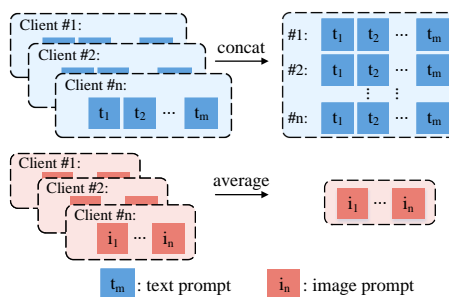 Client #1:
Client #2:
Client #n:
t1 t2 ... tm
concat
#1: t1 t2 ... tm
#2: t1 t2 ... tm
⋮ ⋮
#n: t1 t2 ... tm
Client #1:
Client #2:
Client #n:
i1 ... in
average
i1 ... in
tm : text prompt
in : image prompt